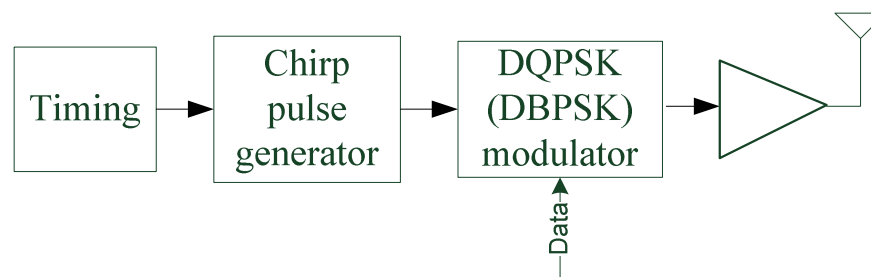 Timing
Chirp
pulse
generator
DQPSK
(DBPSK)
modulator
Data